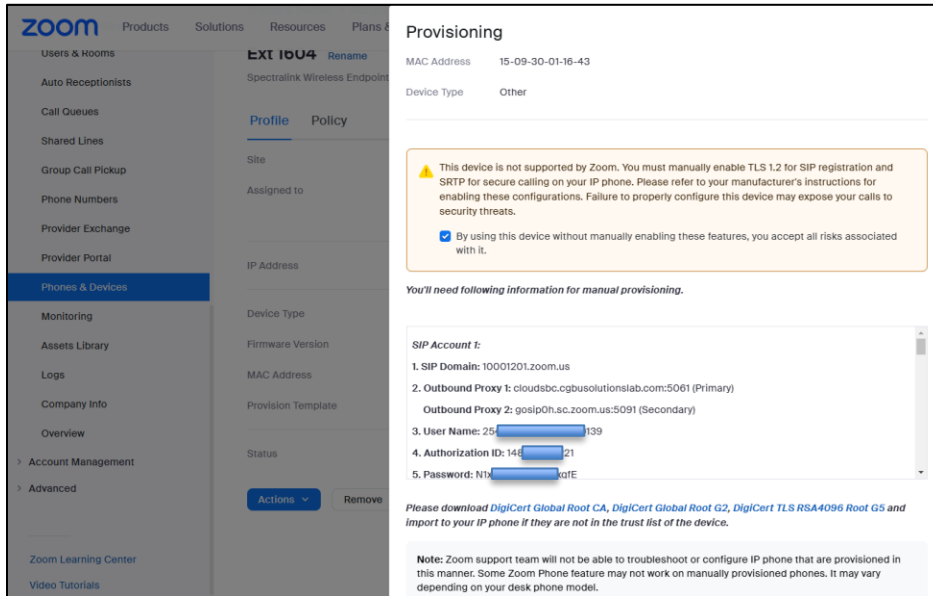 zoom Products Solutions Resources Plans &
Users & Rooms
Auto Receptionists
Call Queues
Shared Lines
Group Call Pickup
Phone Numbers
Provider Exchange
Provider Portal
Phones & Devices
Monitoring
Assets Library
Logs
Company Info
Overview
Account Management
Advanced
Zoom Learning Center
Video Tutorials
Ext 1604 Rename
Spectralink Wireless Endpoint
Profile Policy
Site
Assigned to
IP Address
Device Type
Firmware Version
MAC Address
Provision Template
Status
Actions Remove
Provisioning
MAC Address 15-09-30-01-16-43
Device Type Other
This device is not supported by Zoom. You must manually enable TLS 1.2 for SIP registration and
SRTP for secure calling on your IP phone. Please refer to your manufacturer's instructions for
enabling these configurations. Failure to properly configure this device may expose your calls to
security threats.
By using this device without manually enabling these features, you accept all risks associated
with it.
You'll need following information for manual provisioning.
SIP Account 1:
1. SIP Domain: 10001201.zoom.us
2. Outbound Proxy 1: cloudsbc.cgbusolutionslab.com:5061 (Primary)
Outbound Proxy 2: gosip0h.sc.zoom.us:5091 (Secondary)
3. User Name: 25 139
4. Authorization ID: 148 21
5. Password: N1 qfE
Please download DigiCert Global Root CA, DigiCert Global Root G2, DigiCert TLS RSA4096 Root G5 and
import to your IP phone if they are not in the trust list of the device.
Note: Zoom support team will not be able to troubleshoot or configure IP phone that are provisioned in
this manner. Some Zoom Phone feature may not work on manually provisioned phones. It may vary
depending on your desk phone model.